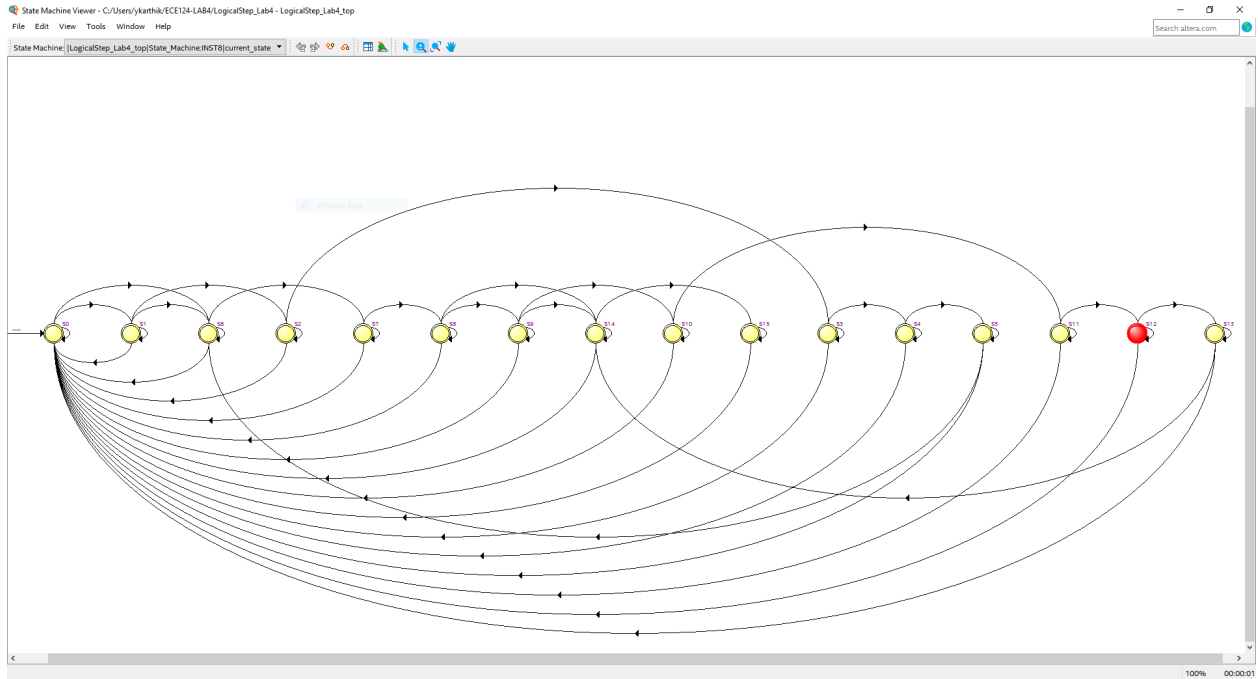 State Machine Viewer - C:/Users/ykarthik/ECE124-LAB4/LogicalStep_Lab4 - LogicalStep_Lab4_top
File Edit View Tools Window Help
Search altera.com
State Machine: |LogicalStep_Lab4_top|State_Machine:INST8|current_state
S0 S1 S6 S2 S7 S8 S9 S14 S10 S15 S3 S4 S5 S11 S12 S13
100% 00:00:01